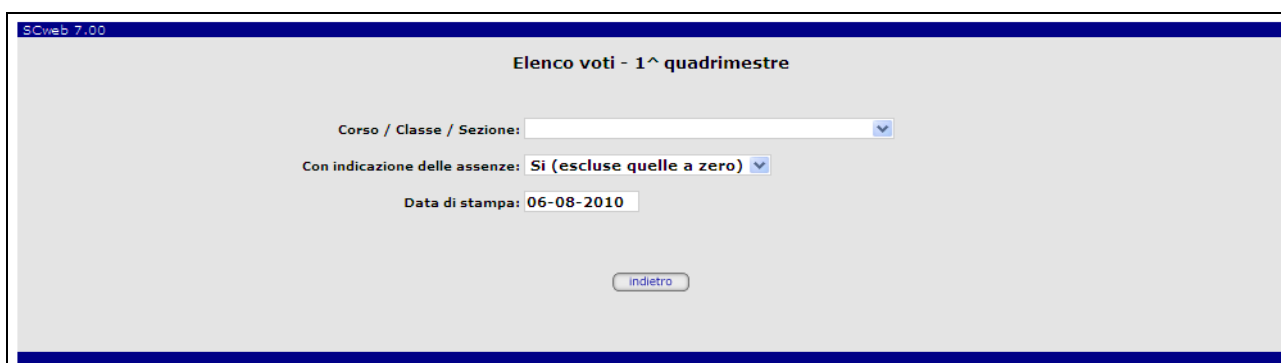 SCweb 7.00
Elenco voti - 1^ quadrimestre
Corso / Classe / Sezione:
Con indicazione delle assenze: Si (escluse quelle a zero)
Data di stampa: 06-08-2010
indietro